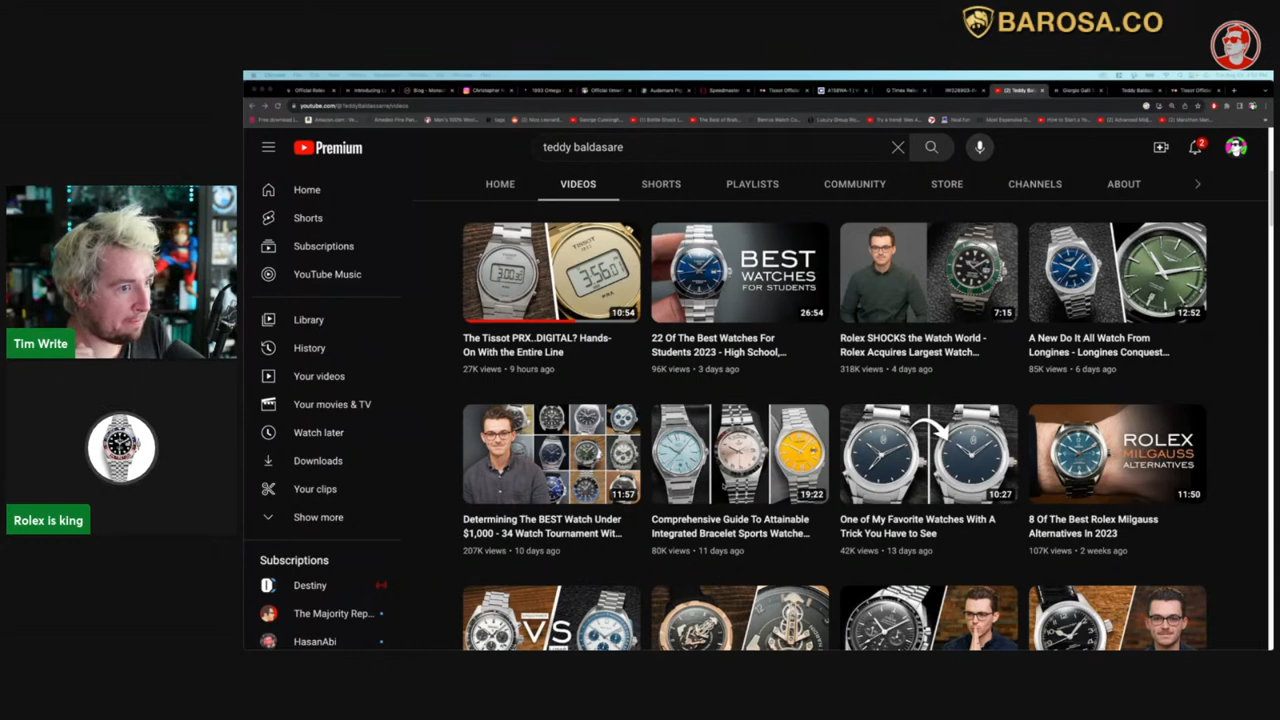 BAROSA.CO
youtube.com/@TeddyBaldassarre/videos
Premium
teddy baldasare
2
HOME
VIDEOS
SHORTS
PLAYLISTS
COMMUNITY
STORE
CHANNELS
ABOUT
Home
Shorts
Subscriptions
YouTube Music
Library
History
Your videos
Your movies & TV
Watch later
Downloads
Your clips
Show more
Subscriptions
Destiny
The Majority Rep...
HasanAbi
Tim Write
Rolex is king
TISSOT
3:56.01
10:54
The Tissot PRX..DIGITAL? Hands-
On With the Entire Line
27K views • 9 hours ago
BEST
WATCHES
FOR STUDENTS
26:54
22 Of The Best Watches For
Students 2023 - High School,...
96K views • 3 days ago
7:15
Rolex SHOCKS the Watch World -
Rolex Acquires Largest Watch...
318K views • 4 days ago
12:52
A New Do It All Watch From
Longines - Longines Conquest...
85K views • 6 days ago
11:57
Determining The BEST Watch Under
$1,000 - 34 Watch Tournament Wit...
207K views • 10 days ago
19:22
Comprehensive Guide To Attainable
Integrated Bracelet Sports Watche...
80K views • 11 days ago
10:27
One of My Favorite Watches With A
Trick You Have to See
42K views • 13 days ago
ROLEX
MILGAUSS
ALTERNATIVES
11:50
8 Of The Best Rolex Milgauss
Alternatives In 2023
107K views • 2 weeks ago
VS